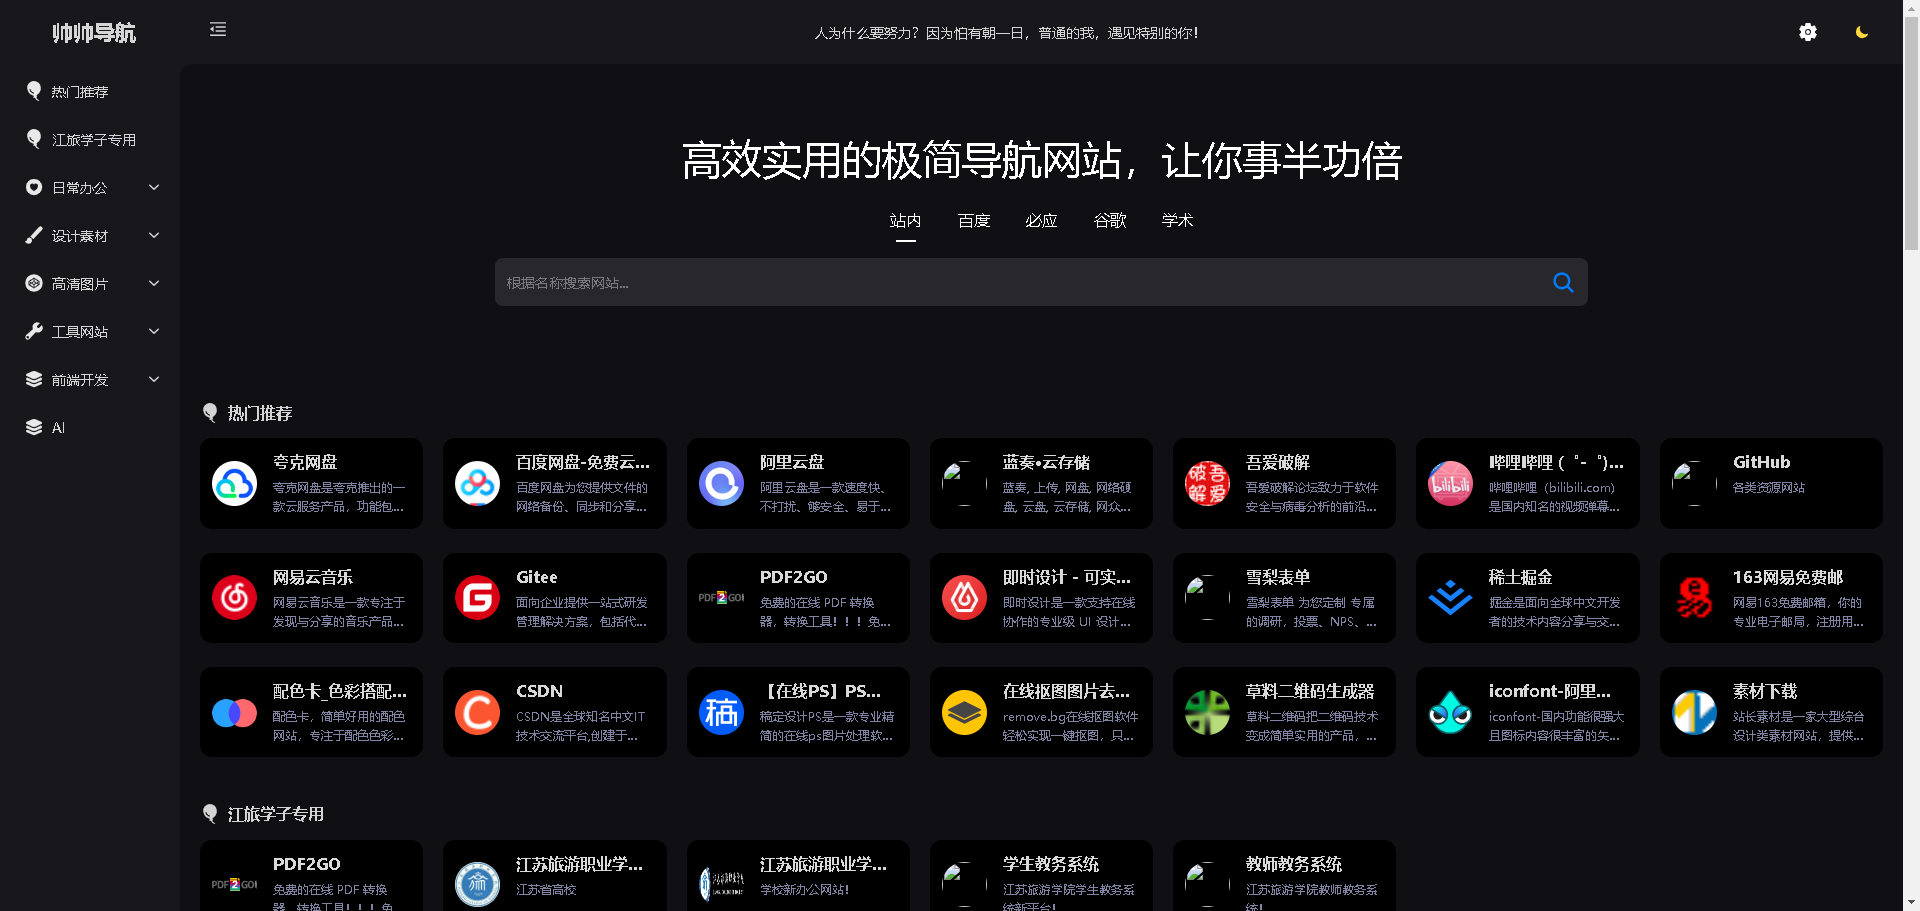 帅帅导航
人为什么要努力？因为怕有朝一日，普通的我，遇见特别的你！
热门推荐
江旅学子专用
日常办公
设计素材
高清图片
工具网站
前端开发
AI
高效实用的极简导航网站，让你事半功倍
站内 百度 必应 谷歌 学术
根据名称搜索网站...
热门推荐
夸克网盘
夸克网盘是夸克推出的一
款云服务产品，功能包...
百度网盘-免费云...
百度网盘为您提供文件的
网络备份、同步和分享...
阿里云盘
阿里云盘是一款速度快、
不打扰、够安全、易于...
蓝奏·云存储
蓝奏, 上传, 网盘, 网络硬
盘, 云盘, 云存储, 网众...
吾爱破解
吾爱破解论坛致力于软件
安全与病毒分析的前沿...
哔哩哔哩 (゜-゜)...
哔哩哔哩（bilibili.com）
是国内知名的视频弹幕...
GitHub
各类资源网站
网易云音乐
网易云音乐是一款专注于
发现与分享的音乐产品...
Gitee
面向企业提供一站式研发
管理解决方案，包括代...
PDF2GO
免费的在线 PDF 转换
器，转换工具！！！免...
即时设计 - 可实...
即时设计是一款支持在线
协作的专业级 UI 设计...
雪梨表单
雪梨表单 为您定制 专属
的调研，投票、NPS、...
稀土掘金
掘金是面向全球中文开发
者的技术内容分享与交...
163网易免费邮
网易163免费邮箱，你的
专业电子邮局，注册用...
配色卡_色彩搭配...
配色卡，简单好用的配色
网站，专注于配色色彩...
CSDN
CSDN是全球知名中文IT
技术交流平台,创建于...
【在线PS】PS...
稿定设计PS是一款专业精
简的在线ps图片处理软...
在线抠图图片去...
remove.bg在线抠图软件
轻松实现一键抠图，只...
草料二维码生成器
草料二维码把二维码技术
变成简单实用的产品，...
iconfont-阿里...
iconfont-国内功能很强大
且图标内容很丰富的矢...
素材下载
站长素材是一家大型综合
设计类素材网站，提供...
江旅学子专用
PDF2GO
免费的在线 PDF 转换
器，转换工具！！！免
江苏旅游职业学...
江苏省高校
江苏旅游职业学...
学校新办公网站!
学生教务系统
江苏旅游学院学生教务系
统新平台!
教师教务系统
江苏旅游学院教师教务系
统!